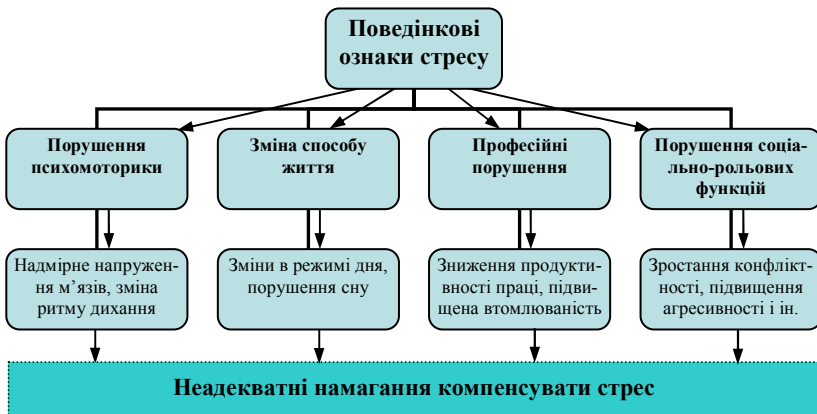 Поведінкові
ознаки стресу
Порушення
психомоторики
Зміна способу
життя
Професійні
порушення
Порушення соціа-
льно-рольових
функцій
Надмірне напружен-
ня м’язів, зміна
ритму дихання
Зміни в режимі дня,
порушення сну
Зниження продукти-
вності праці, підви-
щена втомлюваність
Зростання конфлікт-
ності, підвищення
агресивності і ін.
Неадекватні намагання компенсувати стрес